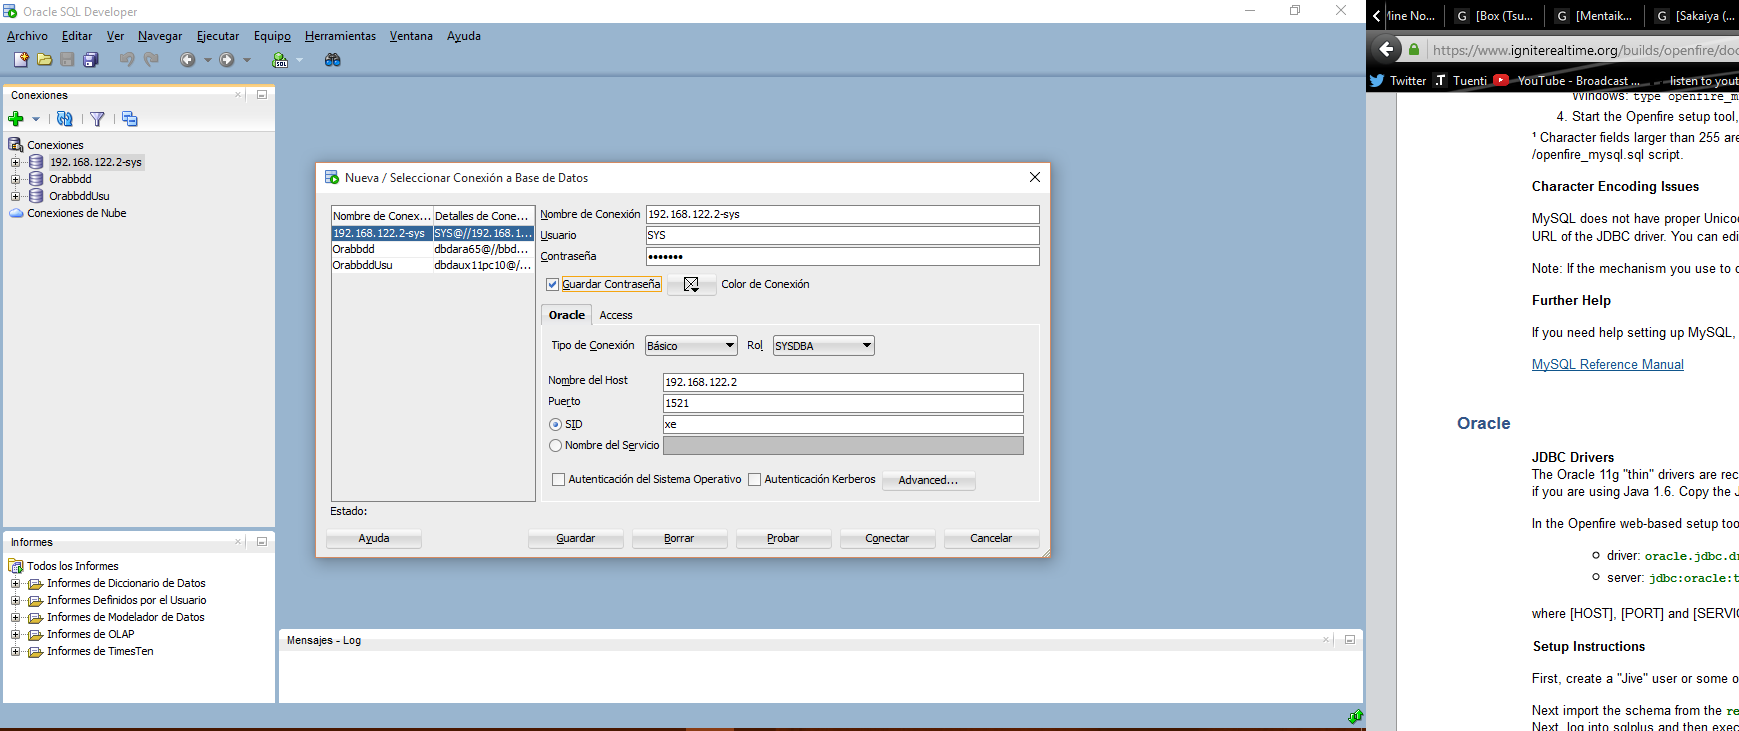 Oracle SQL Developer
Archivo Editar Ver Navegar Ejecutar Equipo Herramientas Ventana Ayuda
Conexiones
Conexiones
192.168.122.2-sys
Orabbdd
OrabbddUsu
Conexiones de Nube
Informes
Todos los Informes
Informes de Diccionario de Datos
Informes Definidos por el Usuario
Informes de Modelador de Datos
Informes de OLAP
Informes de TimesTen
Nueva / Seleccionar Conexión a Base de Datos
Nombre de Conex... Detalles de Cone...
192.168.122.2-sys SYS@//192.168.1...
Orabbdd dbdara65@//bbd...
OrabbddUsu dbdaux11pc10@/...
Nombre de Conexión 192.168.122.2-sys
Usuario SYS
Contraseña •••••••
Guardar Contraseña Color de Conexión
Oracle Access
Tipo de Conexión Básico Rol SYSDBA
Nombre del Host 192.168.122.2
Puerto 1521
SID xe
Nombre del Servicio
Autenticación del Sistema Operativo Autenticación Kerberos Advanced...
Estado:
Ayuda Guardar Borrar Probar Conectar Cancelar
Mensajes - Log
No... G [Box (Tsu... G [Mentaik... G [Sakaiya (...
https://www.igniterealtime.org/builds/openfire/doc
Twitter .T Tuenti YouTube - Broadcast ... listen to yout
Windows: type openfire_m
4. Start the Openfire setup tool,
¹ Character fields larger than 255 are
/openfire_mysql.sql script.
Character Encoding Issues
MySQL does not have proper Unico
URL of the JDBC driver. You can edi
Note: If the mechanism you use to
Further Help
If you need help setting up MySQL,
MySQL Reference Manual
Oracle
JDBC Drivers
The Oracle 11g "thin" drivers are rec
if you are using Java 1.6. Copy the
In the Openfire web-based setup too
driver: oracle.jdbc.dr
server: jdbc:oracle:t
where [HOST], [PORT] and [SERVIC
Setup Instructions
First, create a "Jive" user or some o
Next import the schema from the re
Next, log into sqlplus and then exec